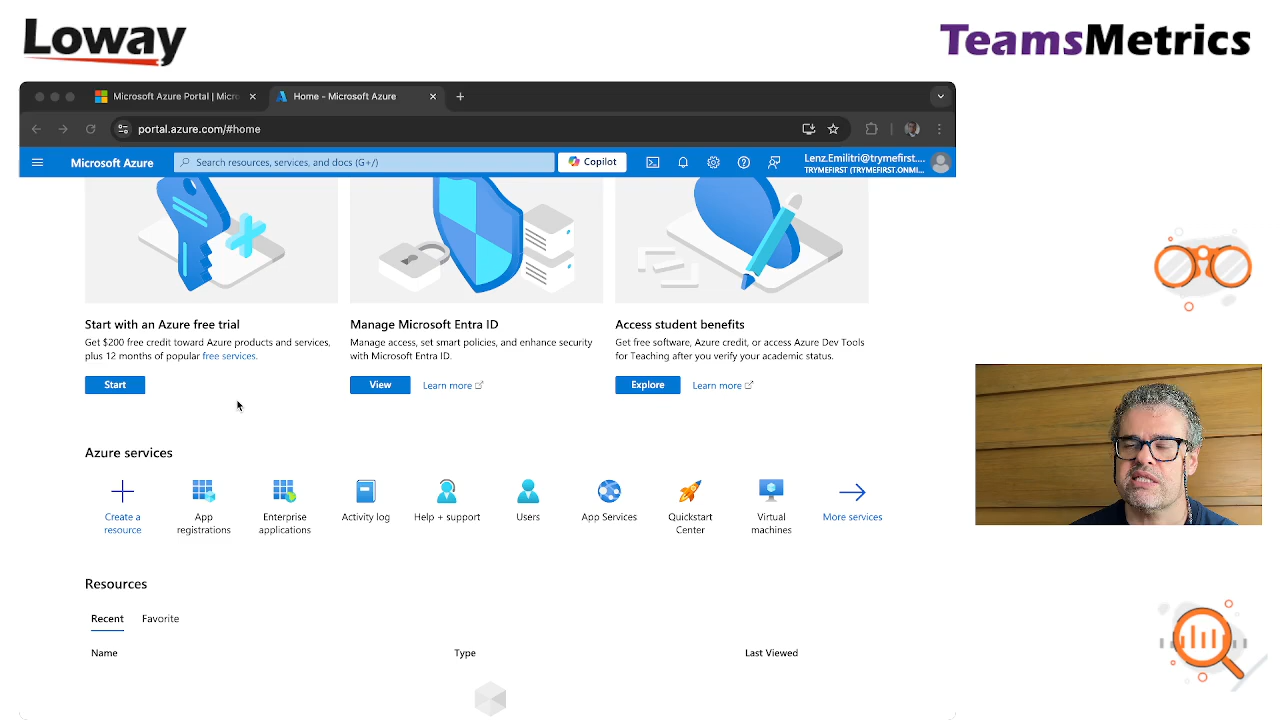 Loway
TeamsMetrics
Microsoft Azure Portal | Micro
Home - Microsoft Azure
portal.azure.com/#home
Microsoft Azure
Search resources, services, and docs (G+/)
Copilot
Lenz.Emilitri@trymefirst....
TRYMEFIRST (TRYMEFIRST.ONMI...
Start with an Azure free trial
Get $200 free credit toward Azure products and services,
plus 12 months of popular free services.
Start
Manage Microsoft Entra ID
Manage access, set smart policies, and enhance security
with Microsoft Entra ID.
View
Learn more
Access student benefits
Get free software, Azure credit, or access Azure Dev Tools
for Teaching after you verify your academic status.
Explore
Learn more
Azure services
Create a
resource
App
registrations
Enterprise
applications
Activity log
Help + support
Users
App Services
Quickstart
Center
Virtual
machines
More services
Resources
Recent
Favorite
Name
Type
Last Viewed